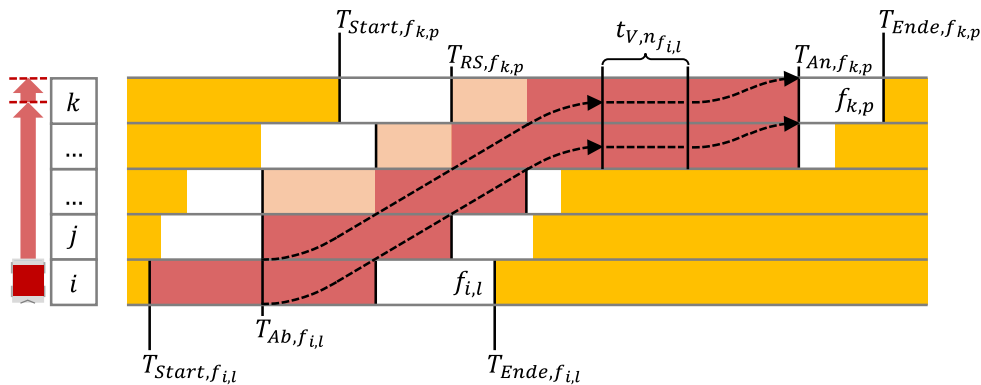 T_{Start,f_{k,p}}
t_{V,n_{f_{i,l}}}
T_{Ende,f_{k,p}}
T_{RS,f_{k,p}}
T_{An,f_{k,p}}
k
f_{k,p}
...
...
j
i
f_{i,l}
T_{Ab,f_{i,l}}
T_{Start,f_{i,l}}
T_{Ende,f_{i,l}}